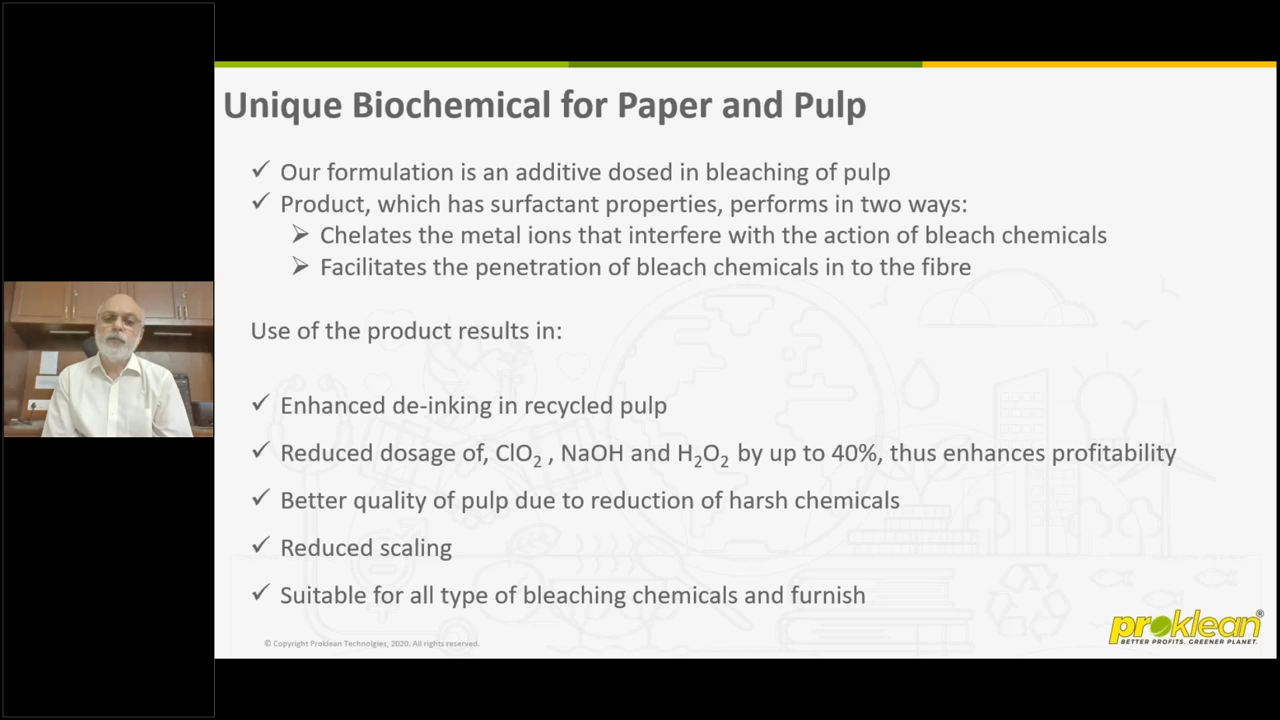 Unique Biochemical for Paper and Pulp
✓ Our formulation is an additive dosed in bleaching of pulp
✓ Product, which has surfactant properties, performs in two ways:
➢ Chelates the metal ions that interfere with the action of bleach chemicals
➢ Facilitates the penetration of bleach chemicals in to the fibre
Use of the product results in:
✓ Enhanced de-inking in recycled pulp
✓ Reduced dosage of, ClO₂ , NaOH and H₂O₂ by up to 40%, thus enhances profitability
✓ Better quality of pulp due to reduction of harsh chemicals
✓ Reduced scaling
✓ Suitable for all type of bleaching chemicals and furnish
© Copyright Proklean Technolgies, 2020. All rights reserved.
proklean®
BETTER PROFITS. GREENER PLANET.